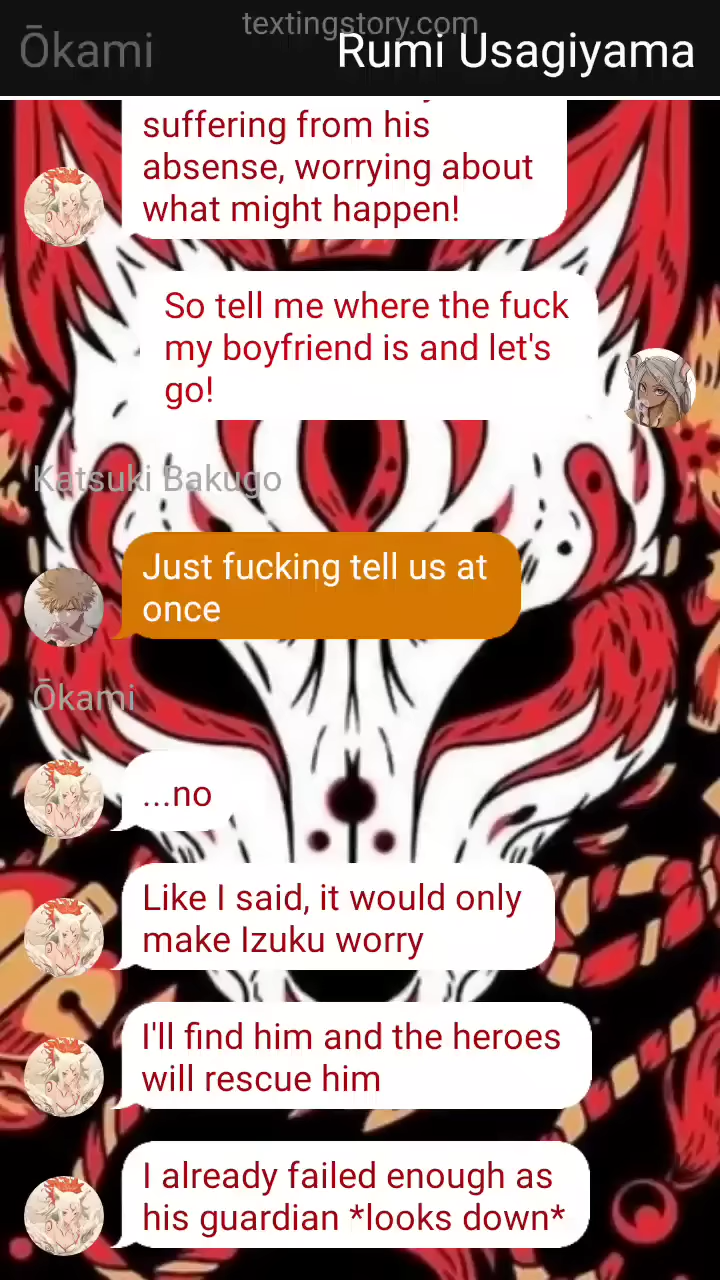 textingstory.com
Ōkami
Rumi Usagiyama
suffering from his
absense, worrying about
what might happen!
So tell me where the fuck
my boyfriend is and let's
go!
Katsuki Bakugo
Just fucking tell us at
once
Ōkami
...no
Like I said, it would only
make Izuku worry
I'll find him and the heroes
will rescue him
I already failed enough as
his guardian *looks down*